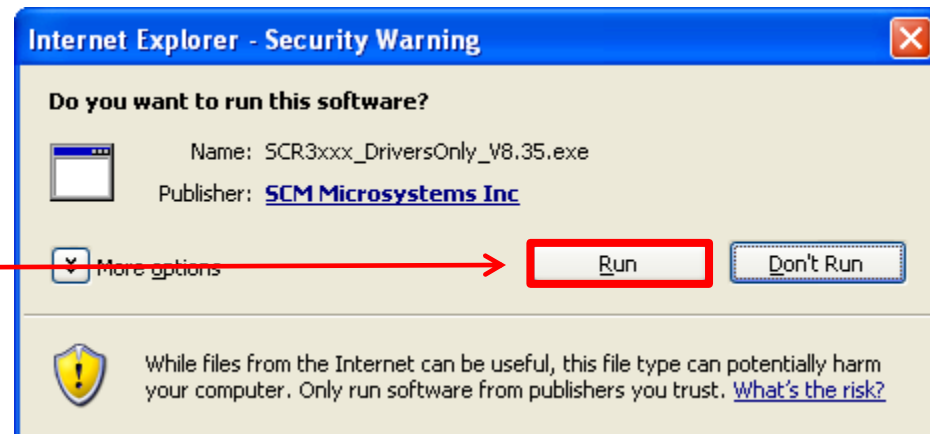 Internet Explorer - Security Warning
Do you want to run this software?
Name: SCR3xxx_DriversOnly_V8.35.exe
Publisher: SCM Microsystems Inc
More options
Run
Don't Run
While files from the Internet can be useful, this file type can potentially harm
your computer. Only run software from publishers you trust. What's the risk?